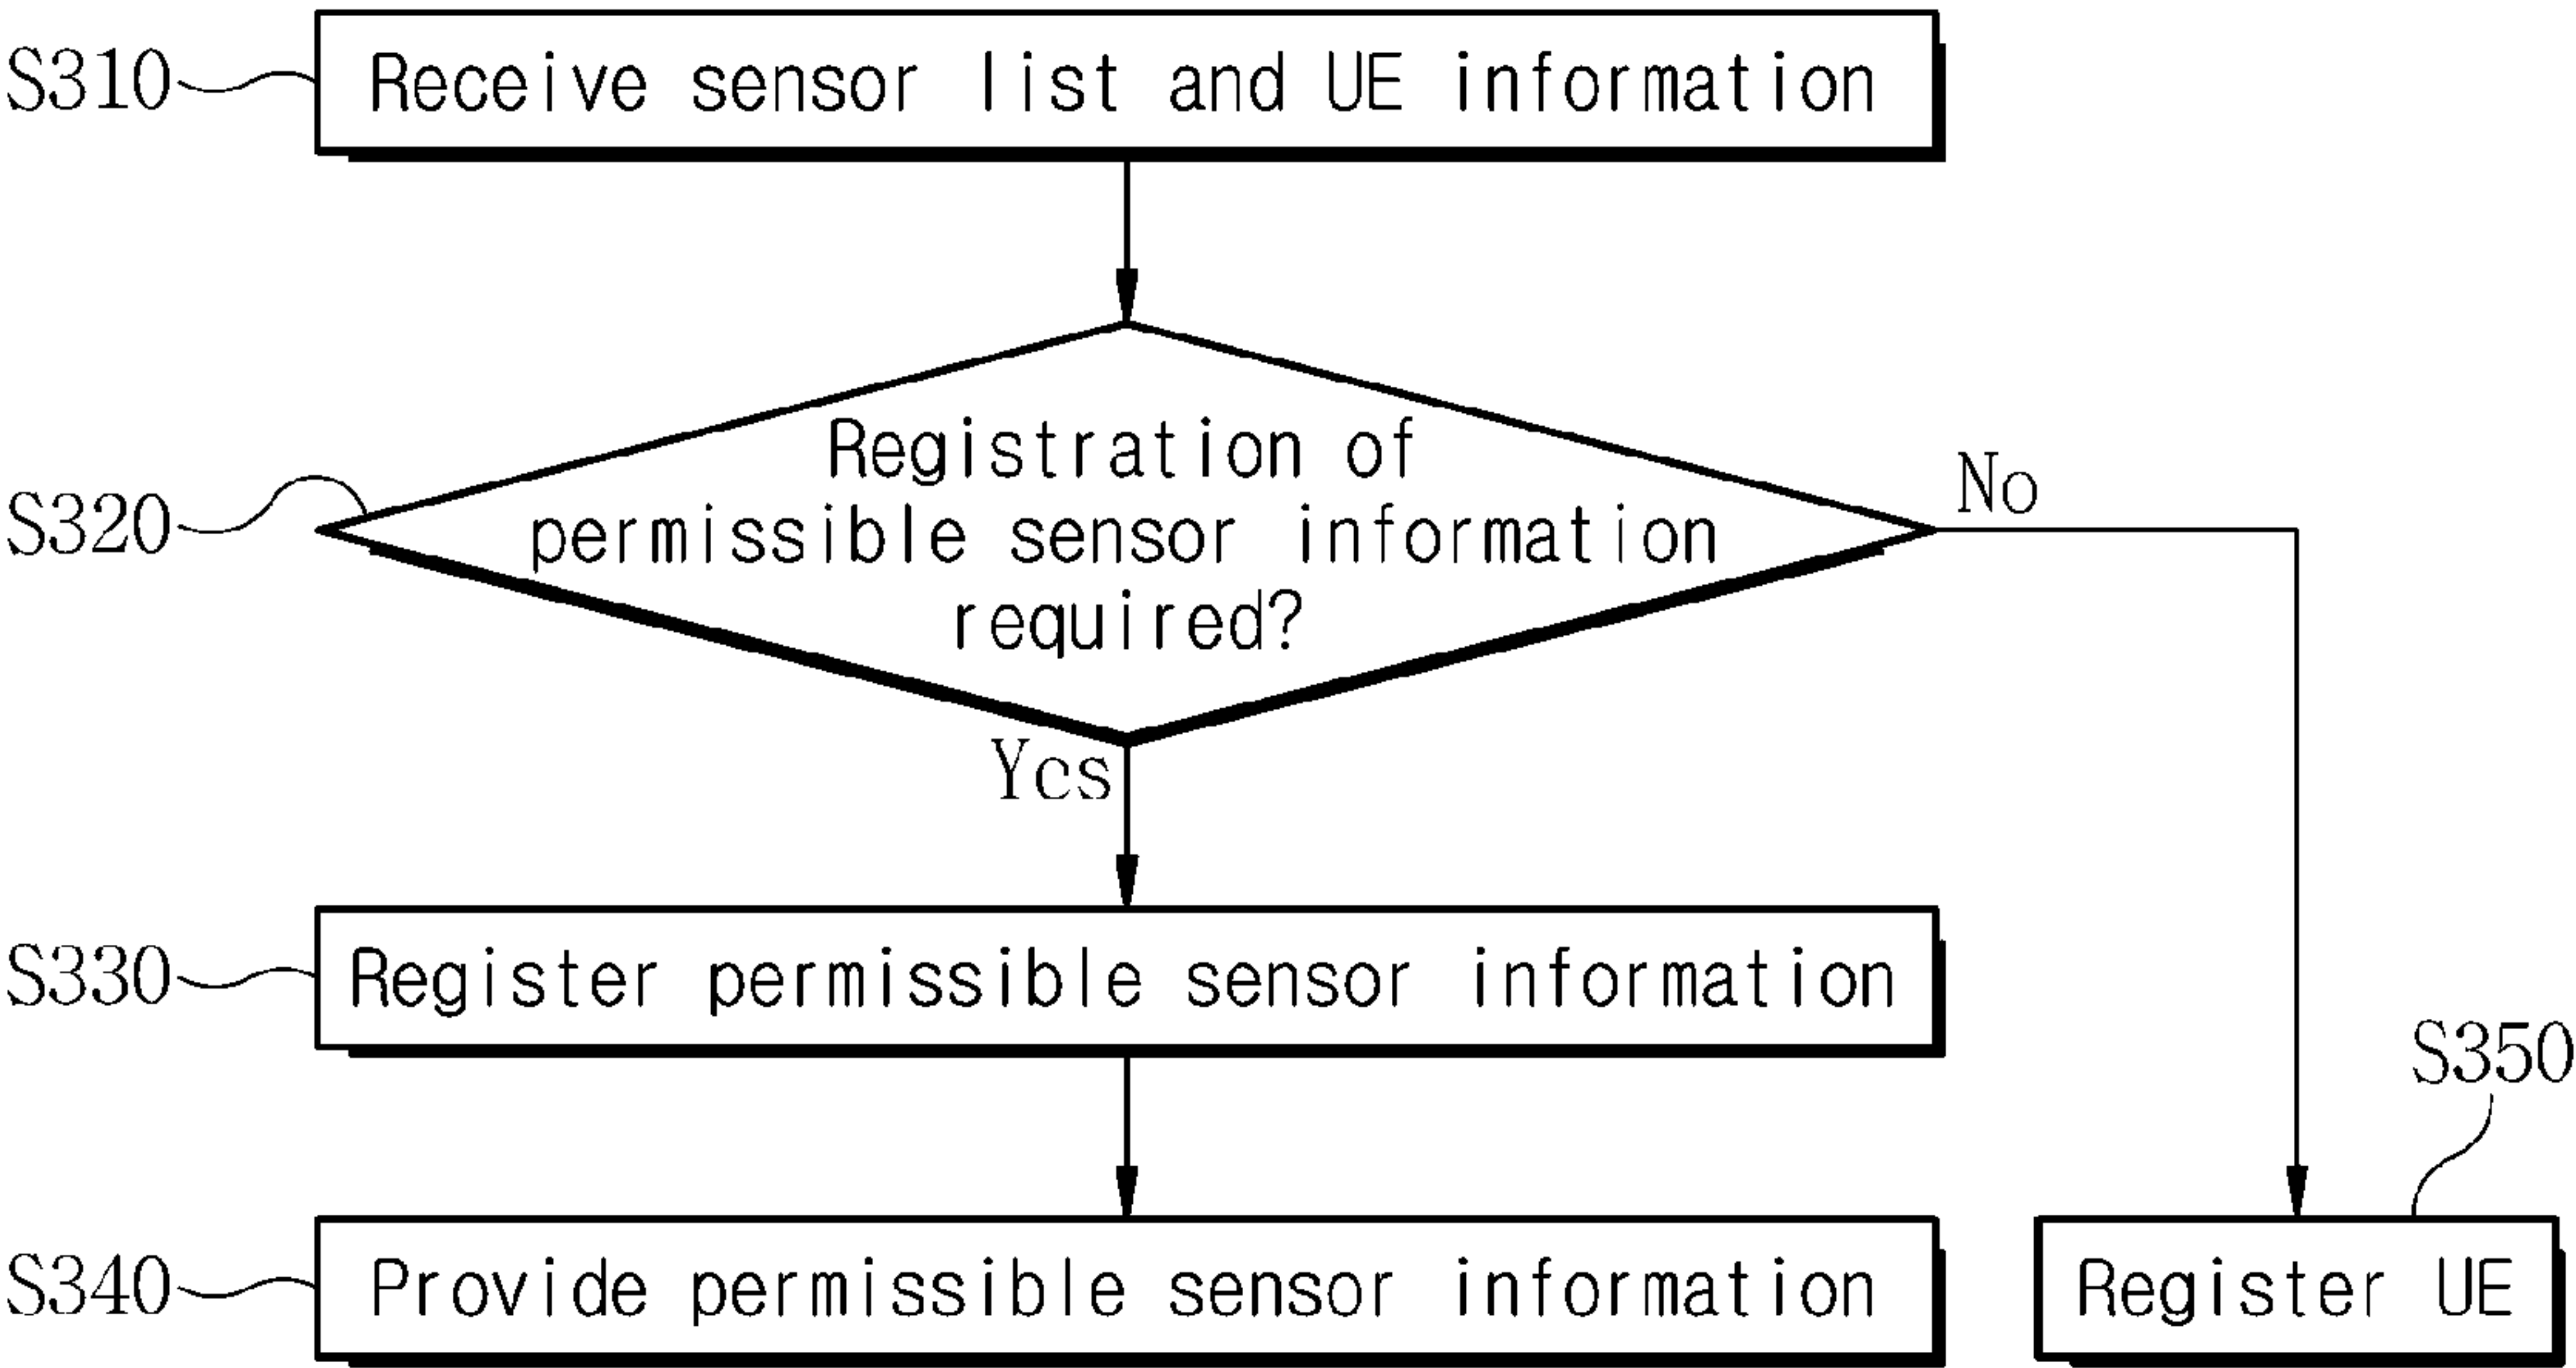 S310 Receive sensor list and UE information
Registration of
No
S320 permissible sensor information
required?
Yes
S330 Register permissible sensor information
S350
S340 Provide permissible sensor information
Register UE